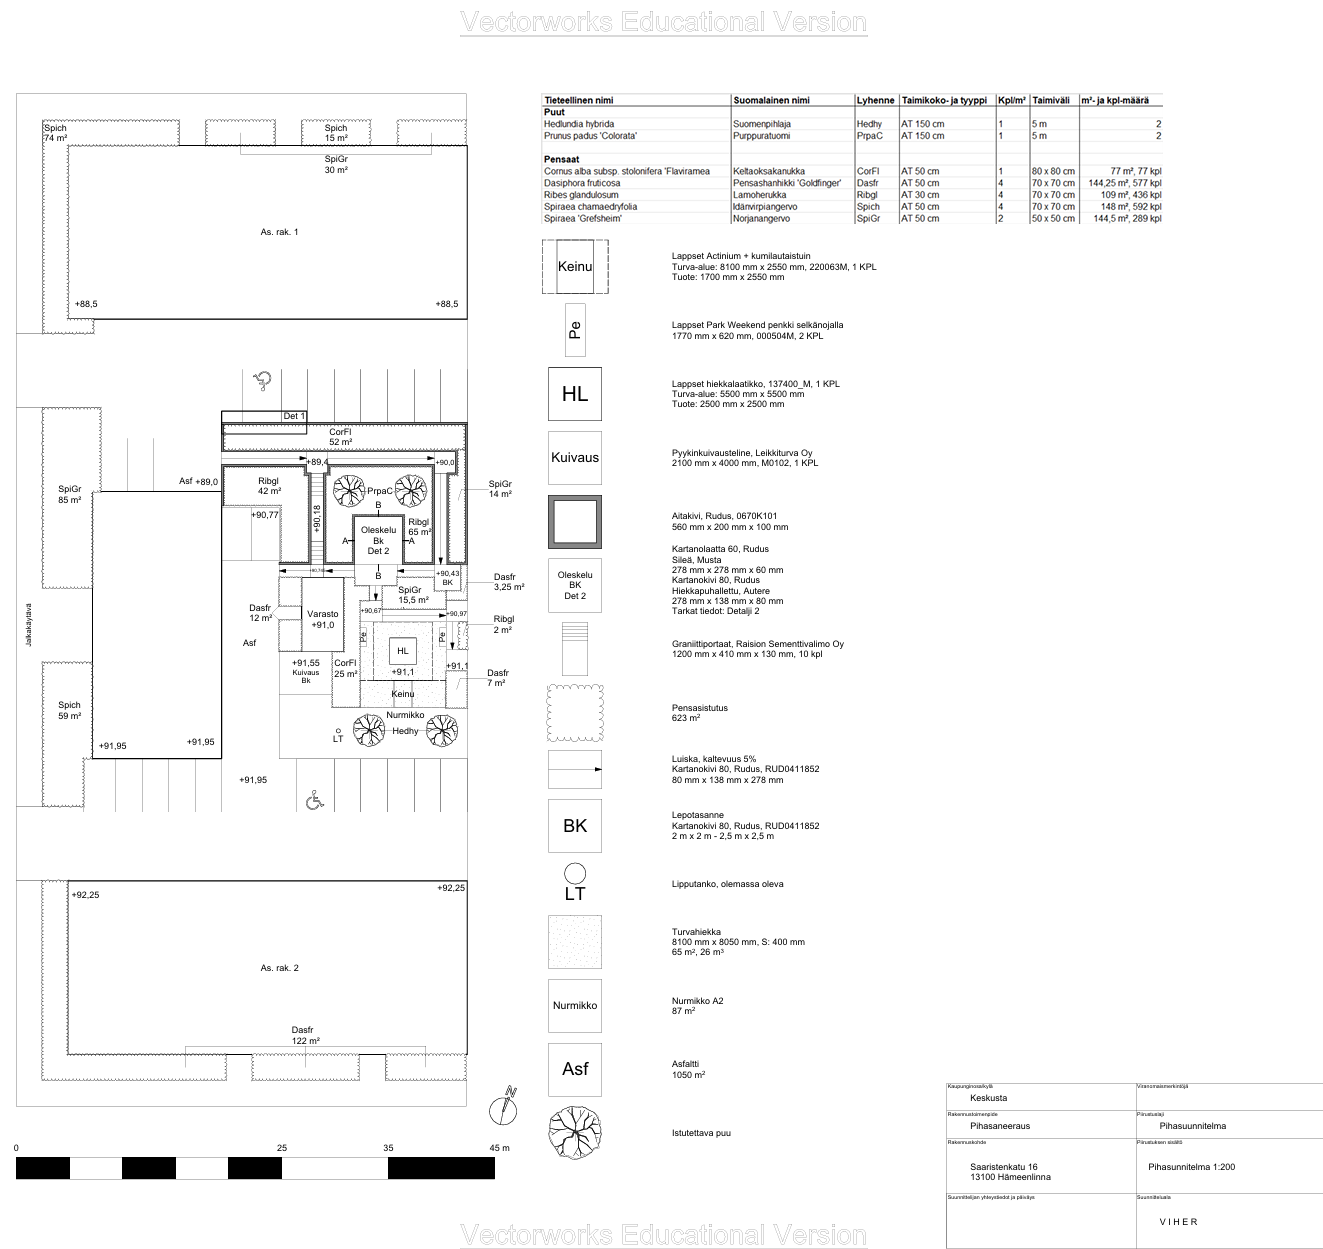 Vectorworks Educational Version
Tieteellinen nimi Suomalainen nimi Lyhenne Taimikoko- ja tyyppi Kpl/m² Taimiväli m²- ja kpl-määrä
Puut
Hedlundia hybrida Suomenpihlaja Hedhy AT 150 cm 1 5 m 2
Prunus padus 'Colorata' Purppuratuomi PrpaC AT 150 cm 1 5 m 2
Pensaat
Cornus alba subsp. stolonifera 'Flaviramea Keltaoksakanukka CorFl AT 50 cm 1 80 x 80 cm 77 m², 77 kpl
Dasiphora fruticosa Pensashanhikki 'Goldfinger' Dasfr AT 50 cm 4 70 x 70 cm 144,25 m², 577 kpl
Ribes glandulosum Lamoherukka Ribgl AT 30 cm 4 70 x 70 cm 109 m², 436 kpl
Spiraea chamaedryfolia Idänvirpiangervo Spich AT 50 cm 4 70 x 70 cm 148 m², 592 kpl
Spiraea 'Grefsheim' Norjanangervo SpiGr AT 50 cm 2 50 x 50 cm 144,5 m², 289 kpl
Spich
74 m²
Spich
15 m²
SpiGr
30 m²
As. rak. 1
+88,5
+88,5
Det 1
CorFl
52 m²
+89,4
+90,0
Asf +89,0
Ribgl
42 m²
+90,77
+90,18
PrpaC
B
Ribgl
65 m²
Oleskelu
Bk
Det 2
A
A
B
SpiGr
14 m²
SpiGr
85 m²
+90,43
BK
Dasfr
3,25 m²
SpiGr
15,5 m²
Dasfr
12 m²
Varasto
+91,0
+90,67
+90,97
Ribgl
2 m²
Jalkakäytävä
Asf
Pe
Pe
HL
+91,1
+91,1
+91,55
Kuivaus
Bk
CorFl
25 m²
Dasfr
7 m²
Keinu
Spich
59 m²
Nurmikko
Hedhy
LT
+91,95
+91,95
+91,95
+92,25
+92,25
As. rak. 2
Dasfr
122 m²
N
0 25 35 45 m
Keinu
Lappset Actinium + kumilautaistuin
Turva-alue: 8100 mm x 2550 mm, 220063M, 1 KPL
Tuote: 1700 mm x 2550 mm
Pe
Lappset Park Weekend penkki selkänojalla
1770 mm x 620 mm, 000504M, 2 KPL
HL
Lappset hiekkalaatikko, 137400_M, 1 KPL
Turva-alue: 5500 mm x 5500 mm
Tuote: 2500 mm x 2500 mm
Kuivaus
Pyykinkuivausteline, Leikkiturva Oy
2100 mm x 4000 mm, M0102, 1 KPL
Aitakivi, Rudus, 0670K101
560 mm x 200 mm x 100 mm
Oleskelu
BK
Det 2
Kartanolaatta 60, Rudus
Sileä, Musta
278 mm x 278 mm x 60 mm
Kartanokivi 80, Rudus
Hiekkapuhallettu, Autere
278 mm x 138 mm x 80 mm
Tarkat tiedot: Detalji 2
Graniittiportaat, Raision Sementtivalimo Oy
1200 mm x 410 mm x 130 mm, 10 kpl
Pensasistutus
623 m²
Luiska, kaltevuus 5%
Kartanokivi 80, Rudus, RUD0411852
80 mm x 138 mm x 278 mm
BK
Lepotasanne
Kartanokivi 80, Rudus, RUD0411852
2 m x 2 m - 2,5 m x 2,5 m
LT
Lipputanko, olemassa oleva
Turvahiekka
8100 mm x 8050 mm, S: 400 mm
65 m², 26 m³
Nurmikko
Nurmikko A2
87 m²
Asf
Asfaltti
1050 m²
Istutettava puu
Kaupunginosa/kylä
Keskusta
Viranomaismerkintöjä
Rakennustoimenpide
Pihasaneeraus
Piirustuslaji
Pihasuunnitelma
Rakennuskohde
Saaristenkatu 16
13100 Hämeenlinna
Piirustuksen sisältö
Pihasunnitelma 1:200
Suunnittelijan yhteystiedot ja päiväys
Suunnitteluala
VIHER
Vectorworks Educational Version